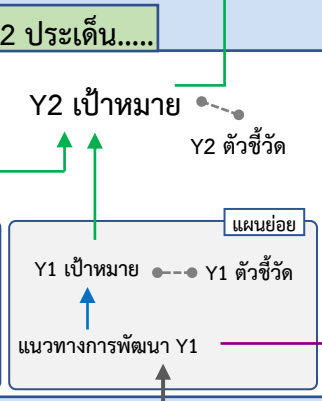 2 ประเด็น.....
Y2 เป้าหมาย
Y2 ตัวชี้วัด
แผนย่อย
Y1 เป้าหมาย
Y1 ตัวชี้วัด
แนวทางการพัฒนา Y1